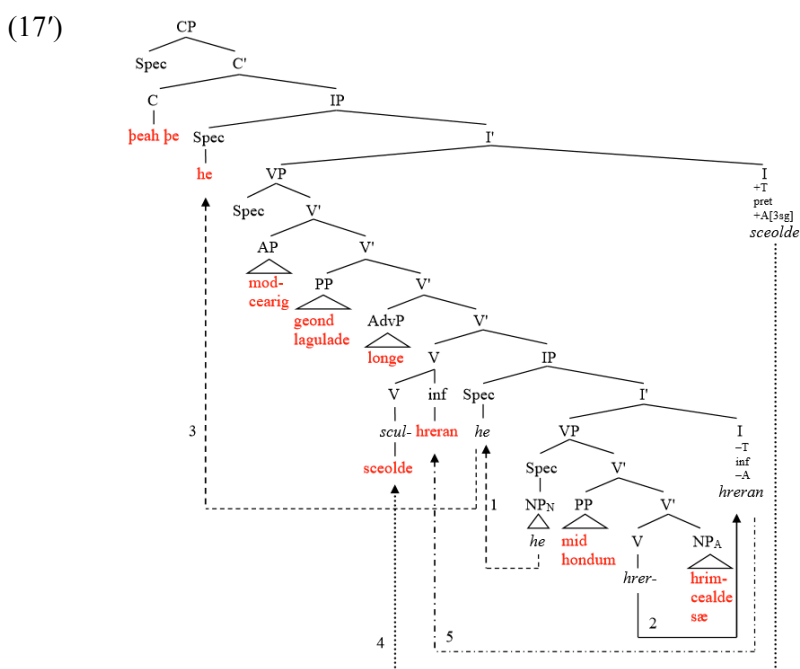 (17′)
CP
Spec C'
C IP
þeah þe Spec I'
he VP I
+T
pret
+A[3sg]
sceolde
Spec V'
AP V'
mod-
cearig
PP V'
geond
lagulade
AdvP V'
longe V IP
V inf Spec I'
scul- hreran he VP I
–T
inf
–A
hreran
sceolde
3
Spec V'
1
NPN PP V'
he mid
hondum
V NPA
hrer- hrim-
cealde
sæ
2
4 5